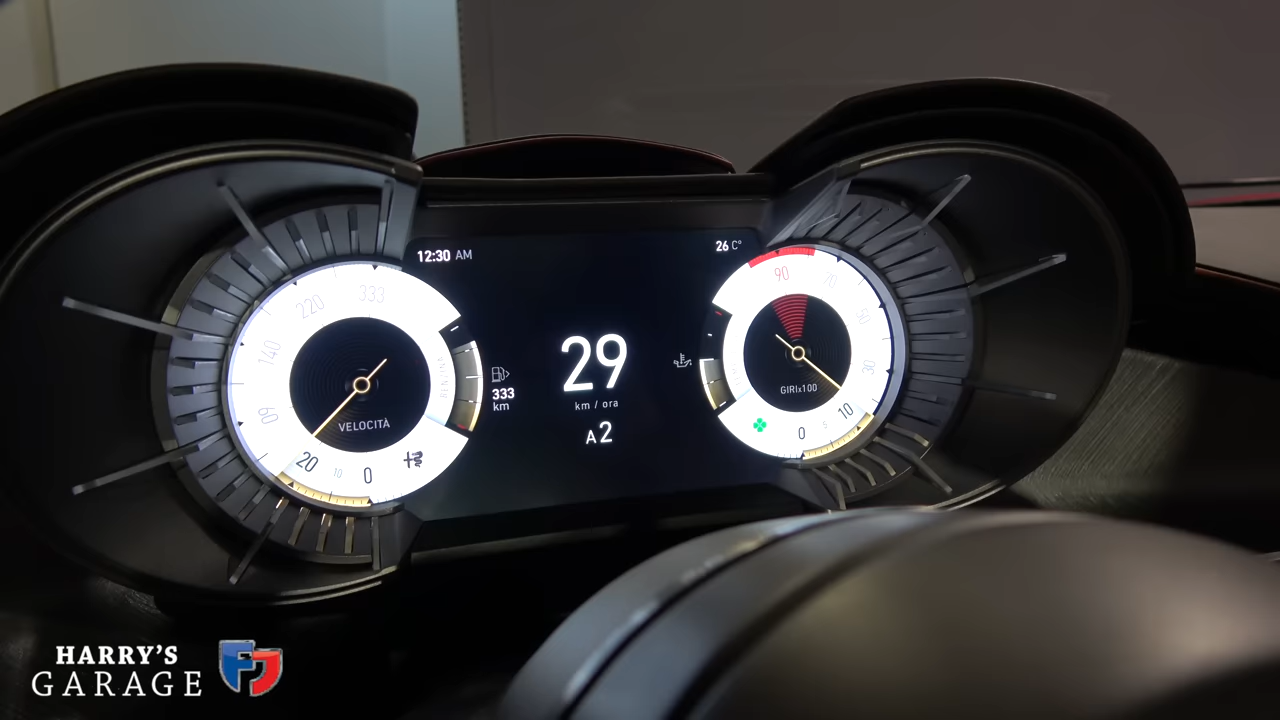 12:30 AM
26 C°
220
333
140
60
20
10
0
VELOCITÀ
BENZINA
333
km
29
km / ora
A2
90
70
50
30
10
5
0
GIRIx100
HARRY'S
GARAGE